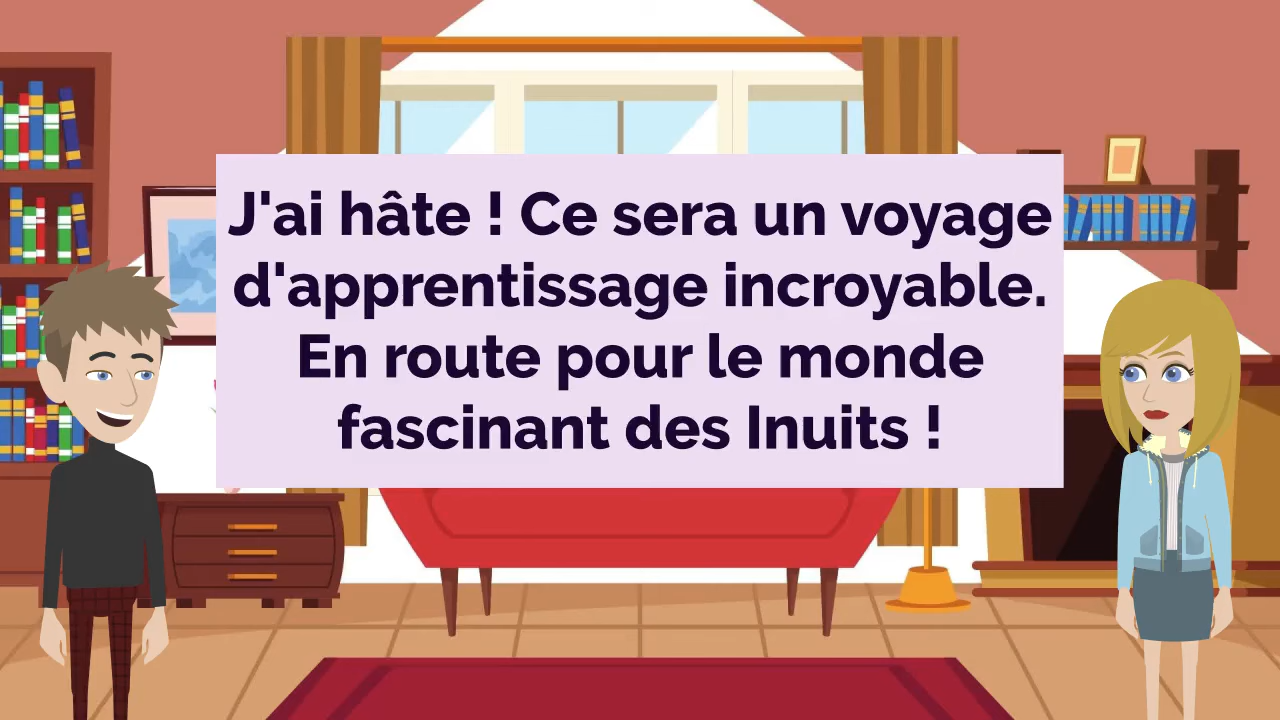 J'ai hâte ! Ce sera un voyage
d'apprentissage incroyable.
En route pour le monde
fascinant des Inuits !